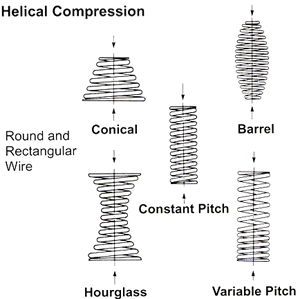 Helical Compression
Conical
Barrel
Round and
Rectangular
Wire
Constant Pitch
Hourglass
Variable Pitch